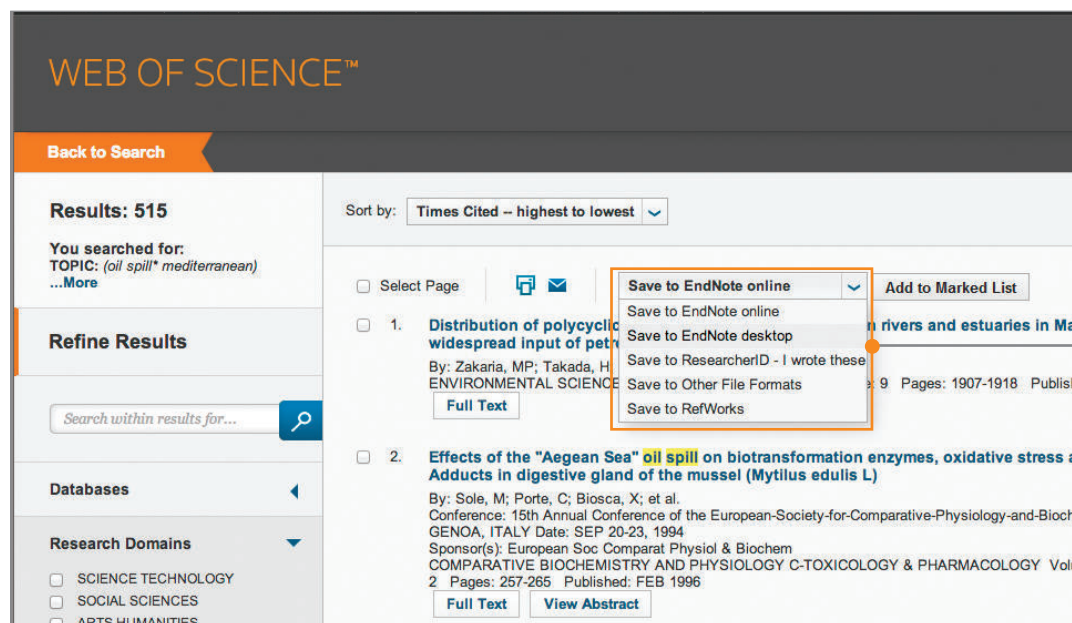 WEB OF SCIENCE™
Back to Search
Results: 515
You searched for:
TOPIC: (oil spill* mediterranean)
...More
Refine Results
Search within results for...
Databases
Research Domains
SCIENCE TECHNOLOGY
SOCIAL SCIENCES
ARTS HUMANITIES
Sort by: Times Cited -- highest to lowest
Select Page
Save to EndNote online
Add to Marked List
Save to EndNote online
Save to EndNote desktop
Save to ResearcherID - I wrote these
Save to Other File Formats
Save to RefWorks
1. Distribution of polycyclic rivers and estuaries in
widespread input of
By: Zakaria, MP; Takada,
ENVIRONMENTAL 9 Pages: 1907-1918
Full Text
2. Effects of the "Aegean Sea" oil spill on biotransformation enzymes, oxidative stress
Adducts in digestive gland of the mussel (Mytilus edulis L)
By: Sole, M; Porte, C; Biosca, X; et al.
Conference: 15th Annual Conference of the European-Society-for-Comparative-Physiology-and-Bioch
GENOA, ITALY Date: SEP 20-23, 1994
Sponsor(s): European Soc Comparat Physiol & Biochem
COMPARATIVE BIOCHEMISTRY AND PHYSIOLOGY C-TOXICOLOGY & PHARMACOLOGY
2 Pages: 257-265 Published: FEB 1996
Full Text View Abstract